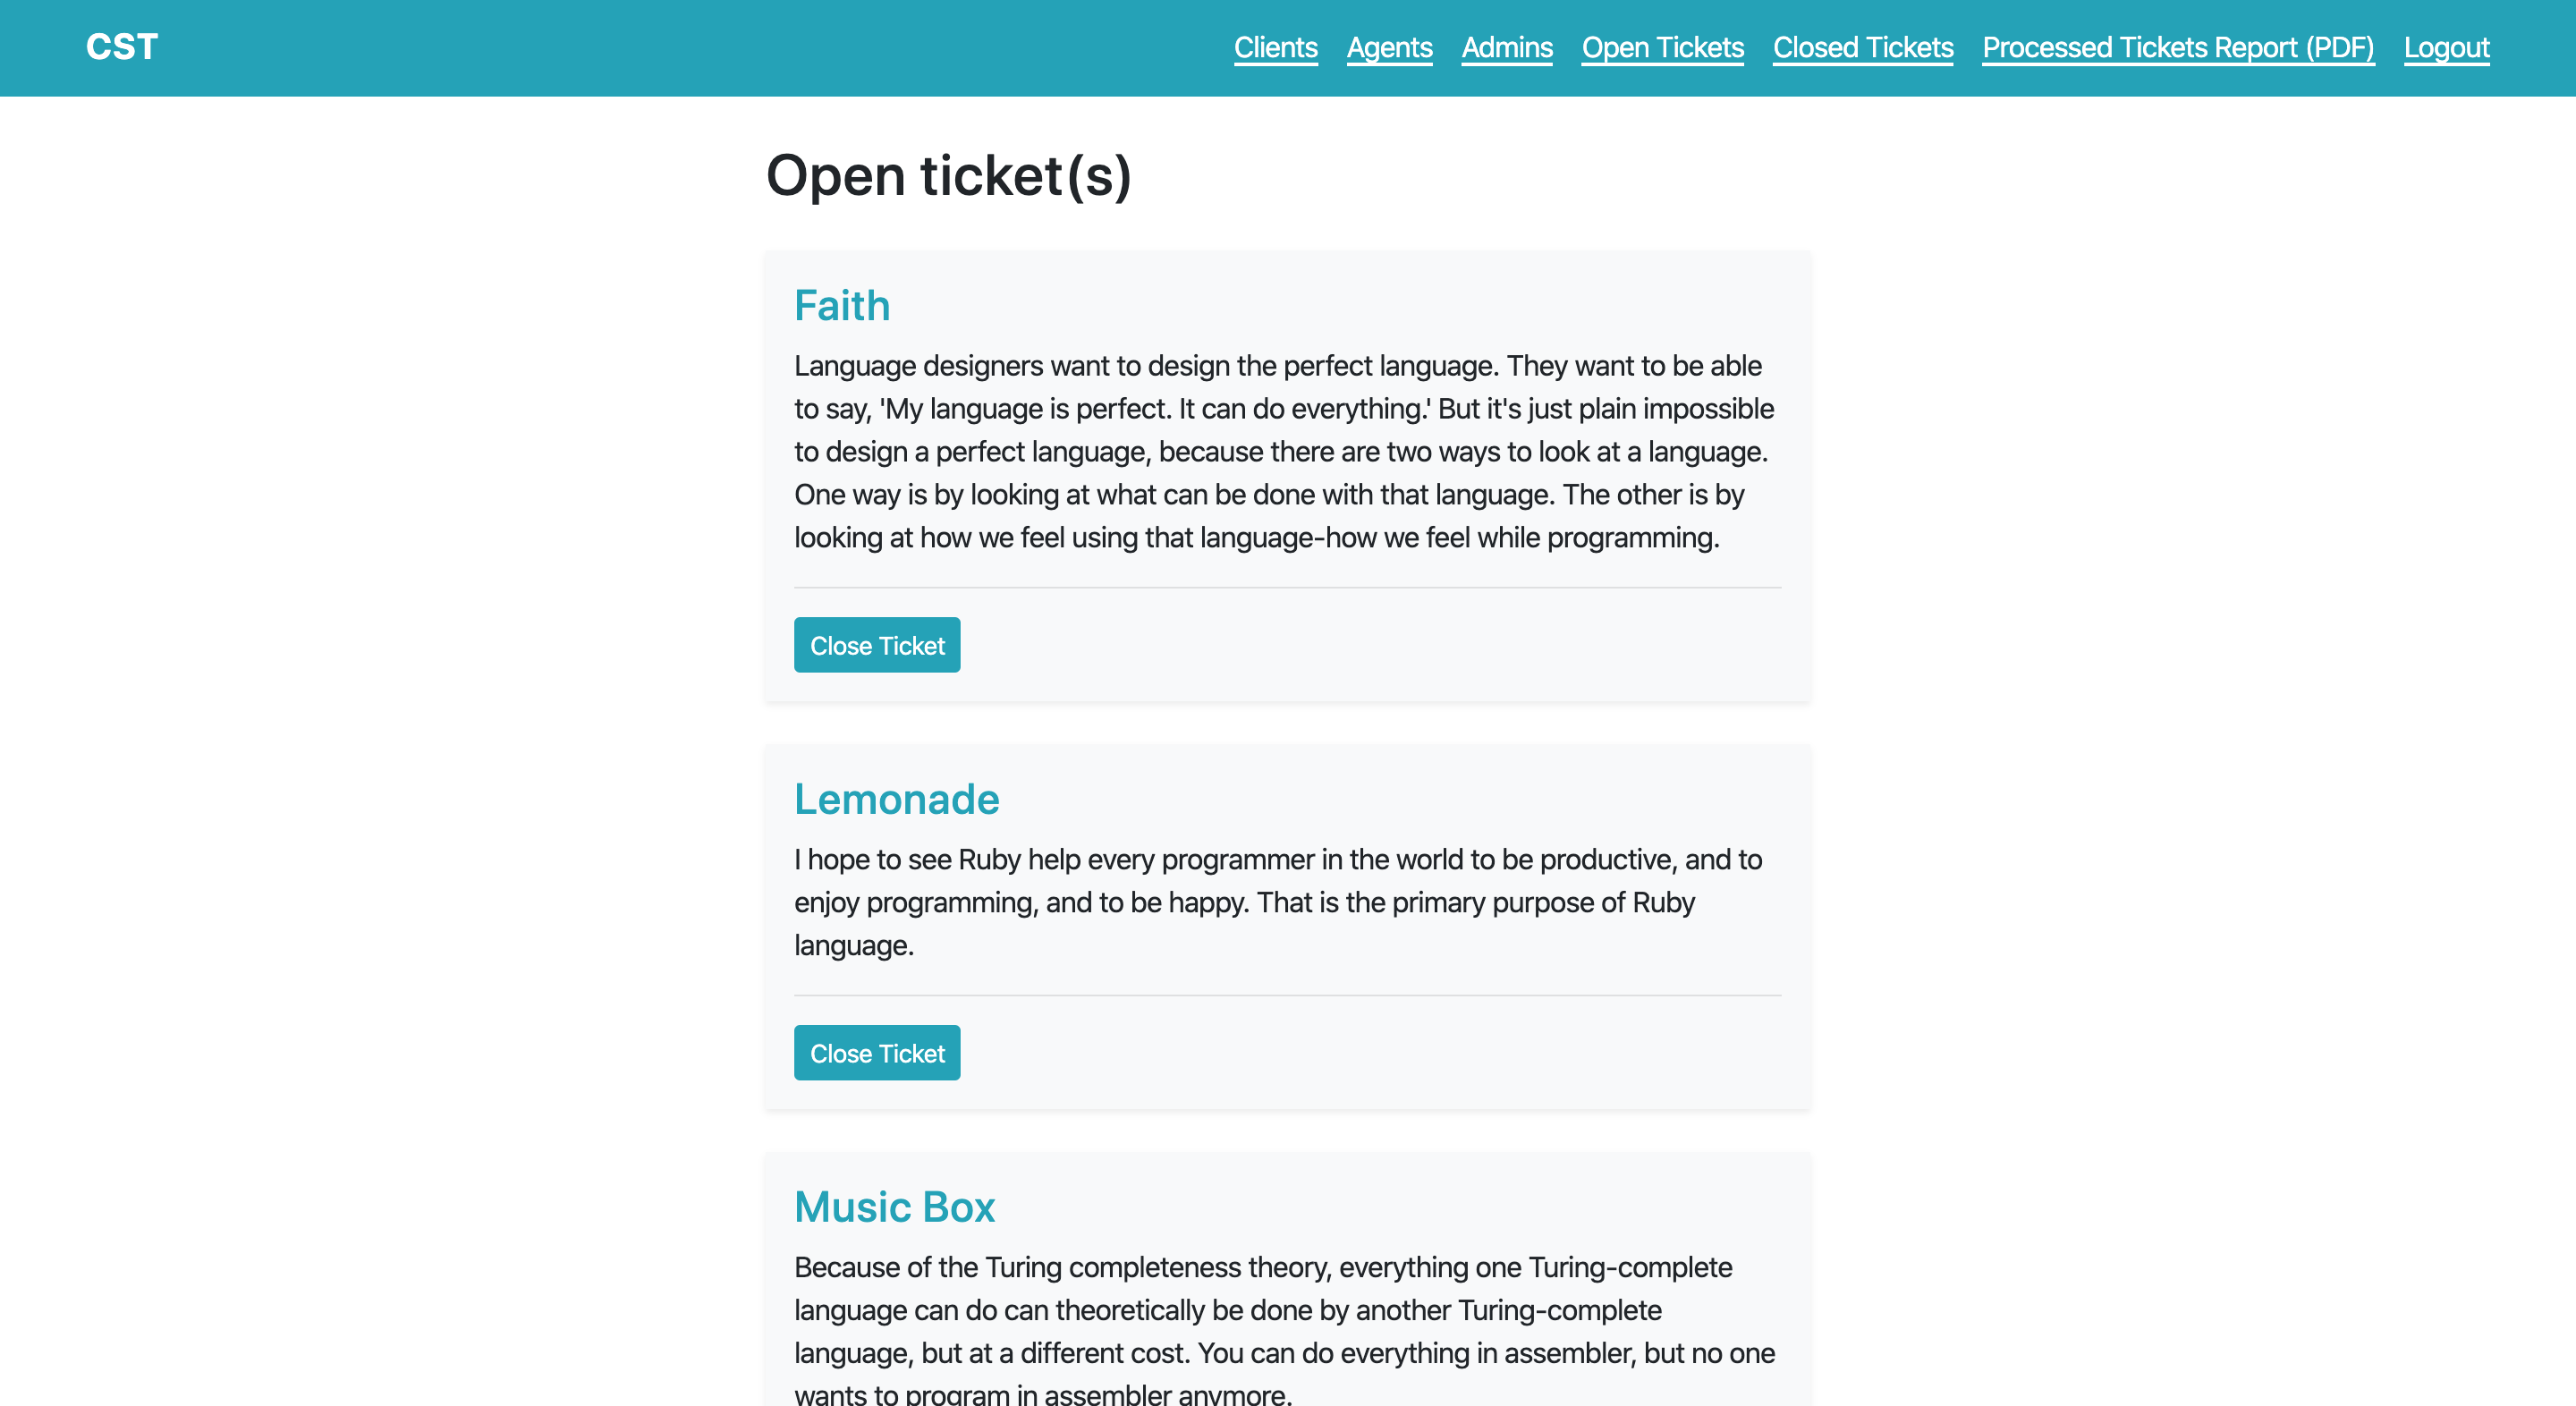 CST
Clients Agents Admins Open Tickets Closed Tickets Processed Tickets Report (PDF) Logout
Open ticket(s)
Faith
Language designers want to design the perfect language. They want to be able
to say, 'My language is perfect. It can do everything.' But it's just plain impossible
to design a perfect language, because there are two ways to look at a language.
One way is by looking at what can be done with that language. The other is by
looking at how we feel using that language-how we feel while programming.
Close Ticket
Lemonade
I hope to see Ruby help every programmer in the world to be productive, and to
enjoy programming, and to be happy. That is the primary purpose of Ruby
language.
Close Ticket
Music Box
Because of the Turing completeness theory, everything one Turing-complete
language can do can theoretically be done by another Turing-complete
language, but at a different cost. You can do everything in assembler, but no one
wants to program in assembler anymore.